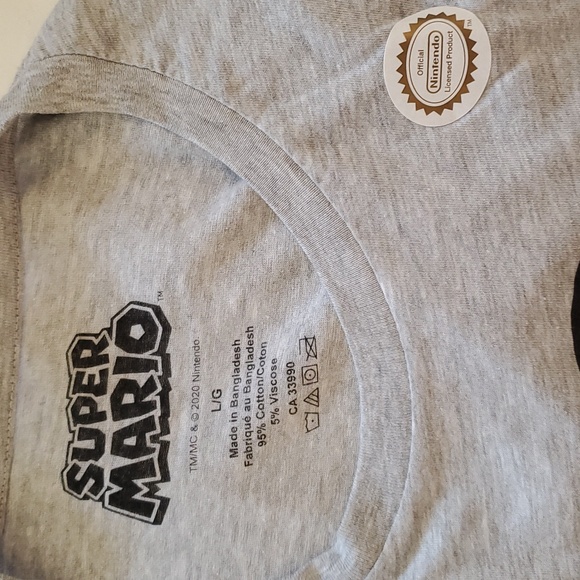 Official
Nintendo
Licensed Product
TM
SUPER
MARIO
TM
TM/MC & © 2020 Nintendo.
L/G
Made in Bangladesh
Fabriqué au Bangladesh
95% Cotton/Coton
5% Viscose
CA 33990